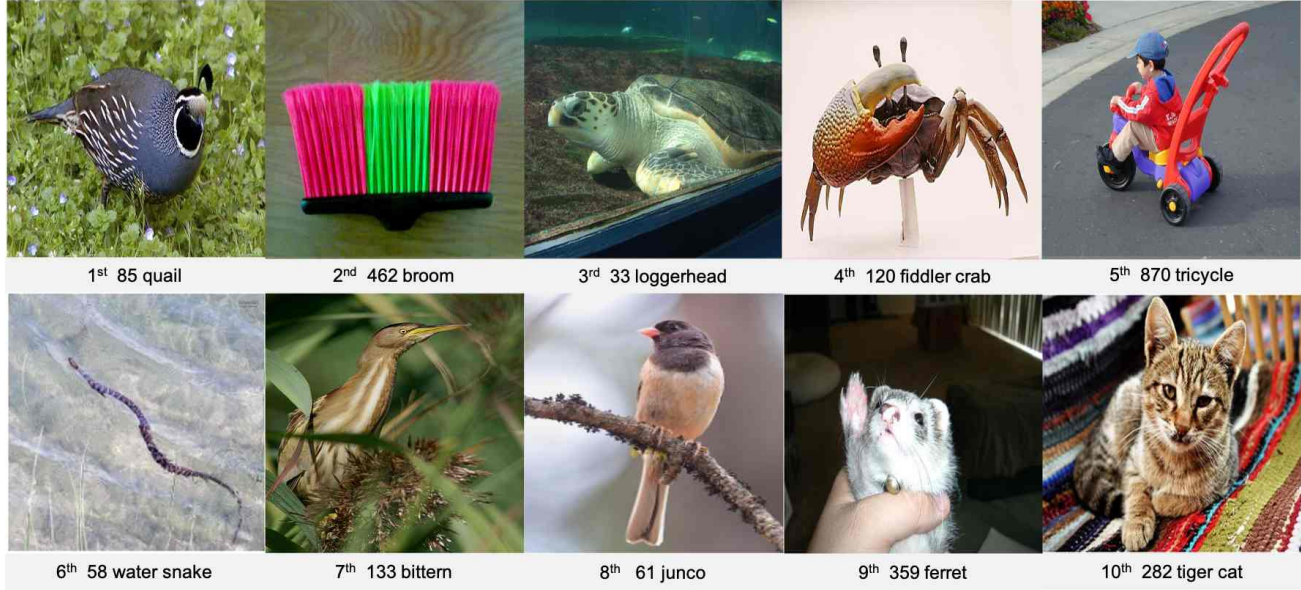 1st 85 quail
2nd 462 broom
3rd 33 loggerhead
4th 120 fiddler crab
5th 870 tricycle
6th 58 water snake
7th 133 bittern
8th 61 junco
9th 359 ferret
10th 282 tiger cat